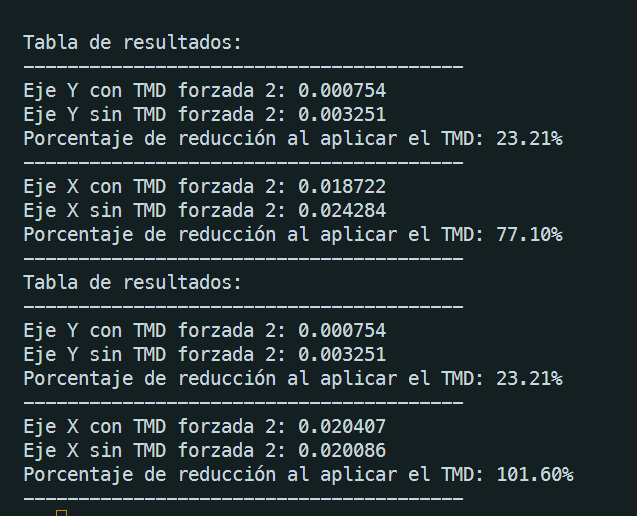 Tabla de resultados:
----------------------------------------
Eje Y con TMD forzada 2: 0.000754
Eje Y sin TMD forzada 2: 0.003251
Porcentaje de reducción al aplicar el TMD: 23.21%
----------------------------------------
Eje X con TMD forzada 2: 0.018722
Eje X sin TMD forzada 2: 0.024284
Porcentaje de reducción al aplicar el TMD: 77.10%
----------------------------------------
Tabla de resultados:
----------------------------------------
Eje Y con TMD forzada 2: 0.000754
Eje Y sin TMD forzada 2: 0.003251
Porcentaje de reducción al aplicar el TMD: 23.21%
----------------------------------------
Eje X con TMD forzada 2: 0.020407
Eje X sin TMD forzada 2: 0.020086
Porcentaje de reducción al aplicar el TMD: 101.60%
----------------------------------------